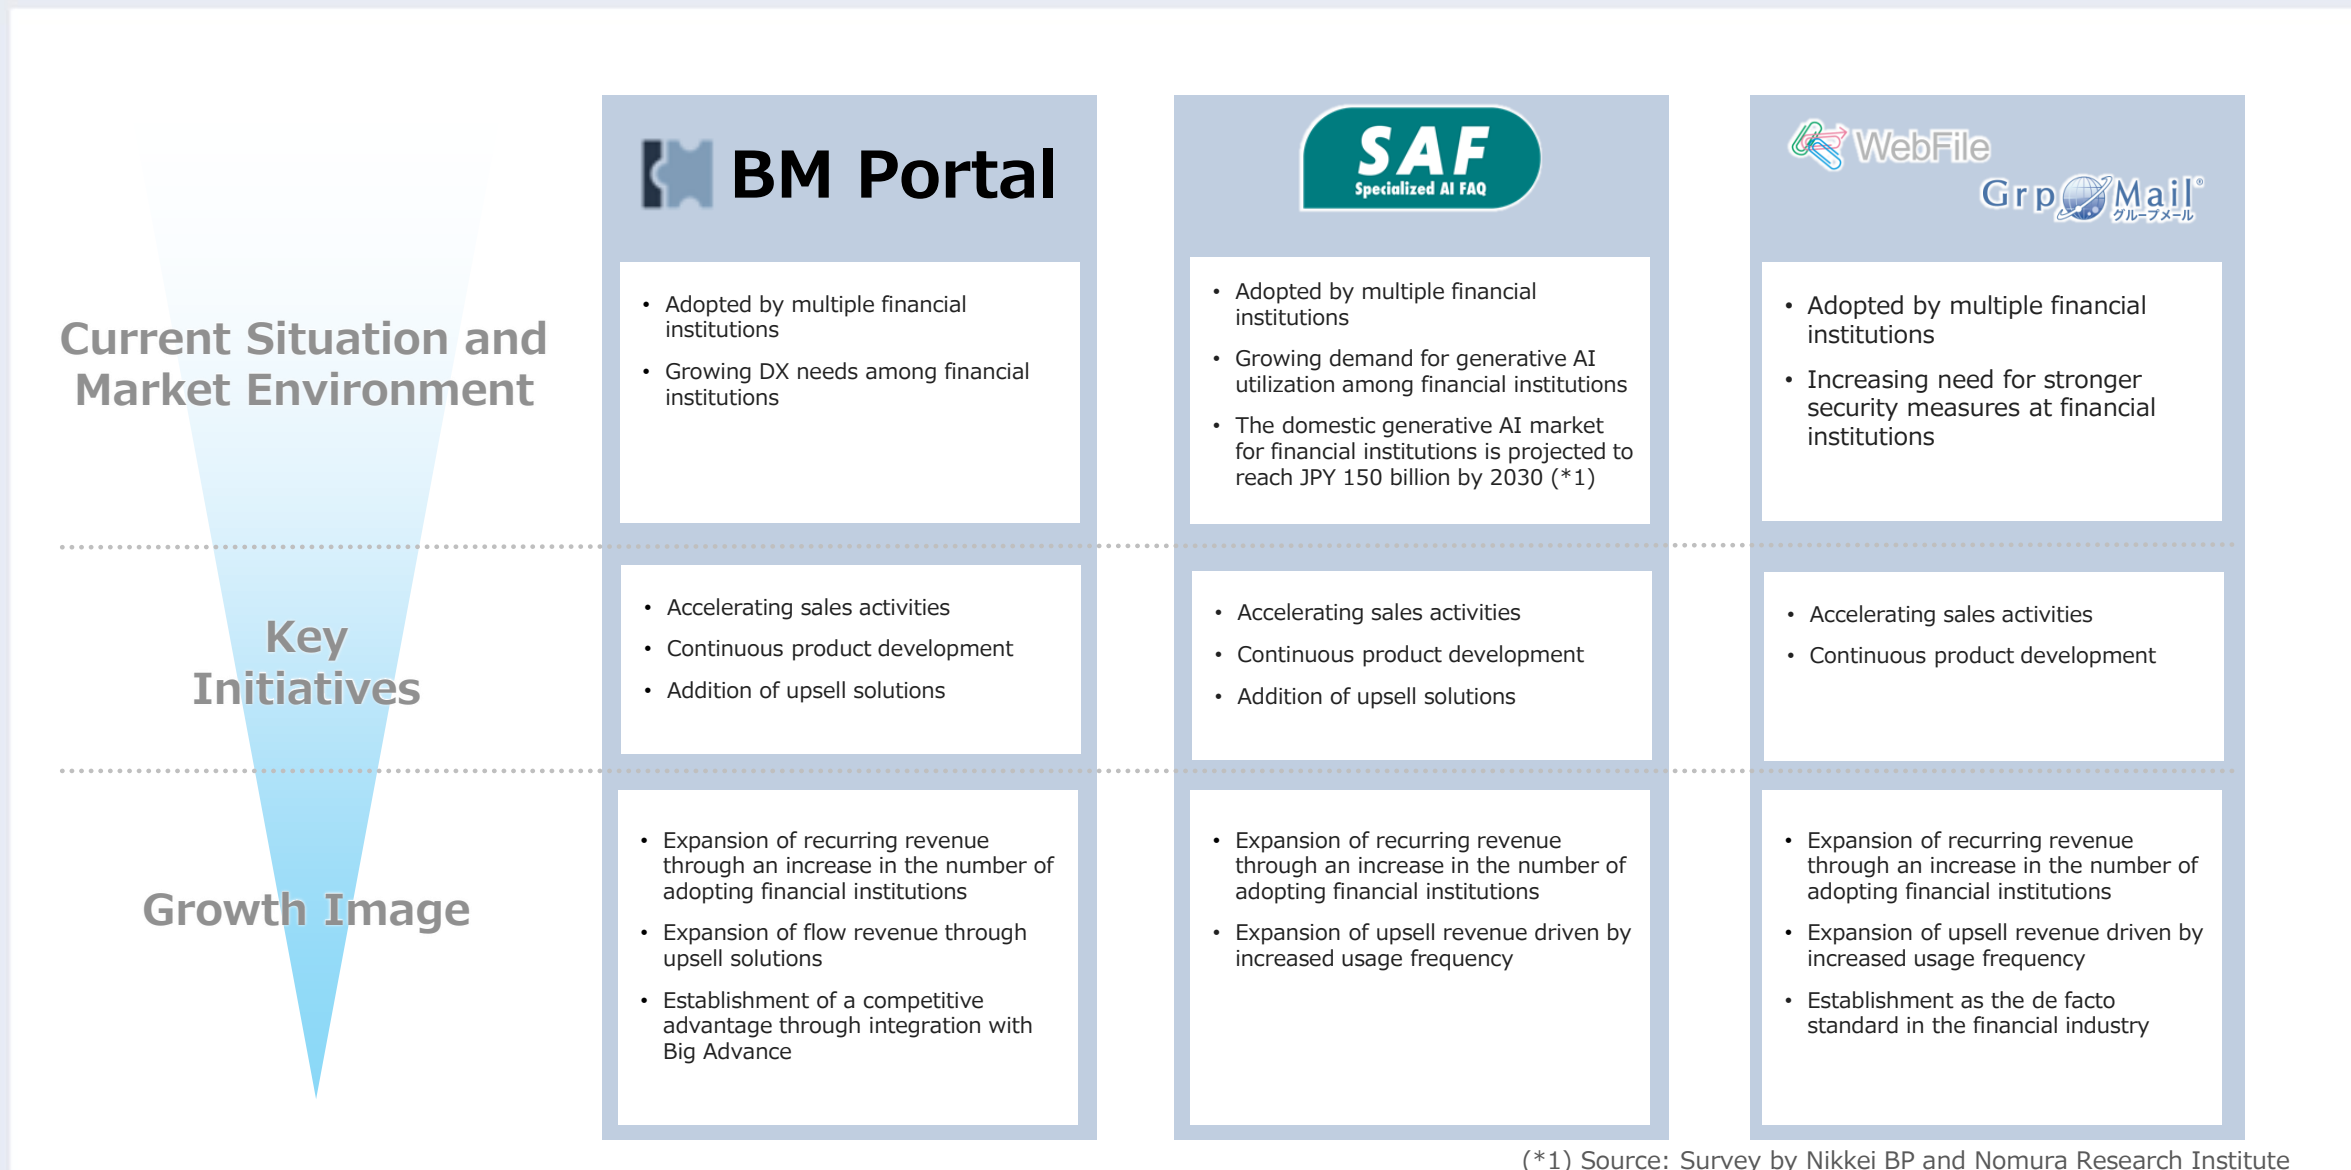 BM Portal
SAF
Specialized AI FAQ
WebFile
GrpMail®
グループメール
Current Situation and
Market Environment
• Adopted by multiple financial
institutions
• Growing DX needs among financial
institutions
• Adopted by multiple financial
institutions
• Growing demand for generative AI
utilization among financial institutions
• The domestic generative AI market
for financial institutions is projected to
reach JPY 150 billion by 2030 (*1)
• Adopted by multiple financial
institutions
• Increasing need for stronger
security measures at financial
institutions
Key
Initiatives
• Accelerating sales activities
• Continuous product development
• Addition of upsell solutions
• Accelerating sales activities
• Continuous product development
• Addition of upsell solutions
• Accelerating sales activities
• Continuous product development
Growth Image
• Expansion of recurring revenue
through an increase in the number of
adopting financial institutions
• Expansion of flow revenue through
upsell solutions
• Establishment of a competitive
advantage through integration with
Big Advance
• Expansion of recurring revenue
through an increase in the number of
adopting financial institutions
• Expansion of upsell revenue driven by
increased usage frequency
• Expansion of recurring revenue
through an increase in the number of
adopting financial institutions
• Expansion of upsell revenue driven by
increased usage frequency
• Establishment as the de facto
standard in the financial industry
(*1) Source: Survey by Nikkei BP and Nomura Research Institute